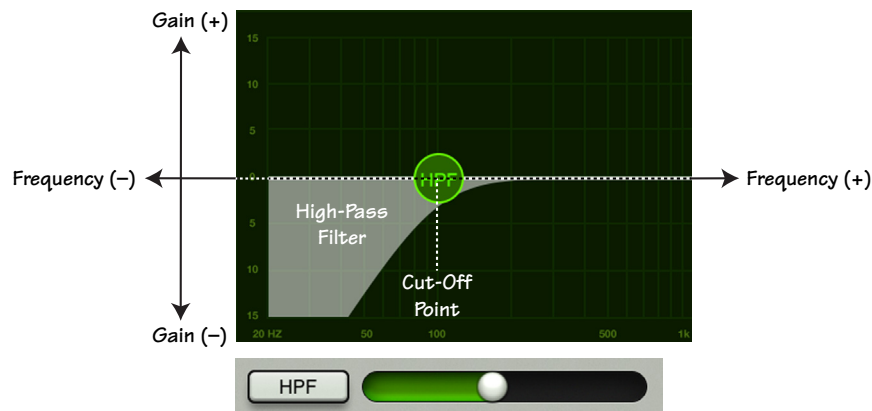 Gain (+)
15
10
5
0
Frequency (–)
HPF
Frequency (+)
High-Pass
Filter
5
10
Cut-Off
Point
15
Gain (–)
20 HZ 50 100 500 1k
HPF